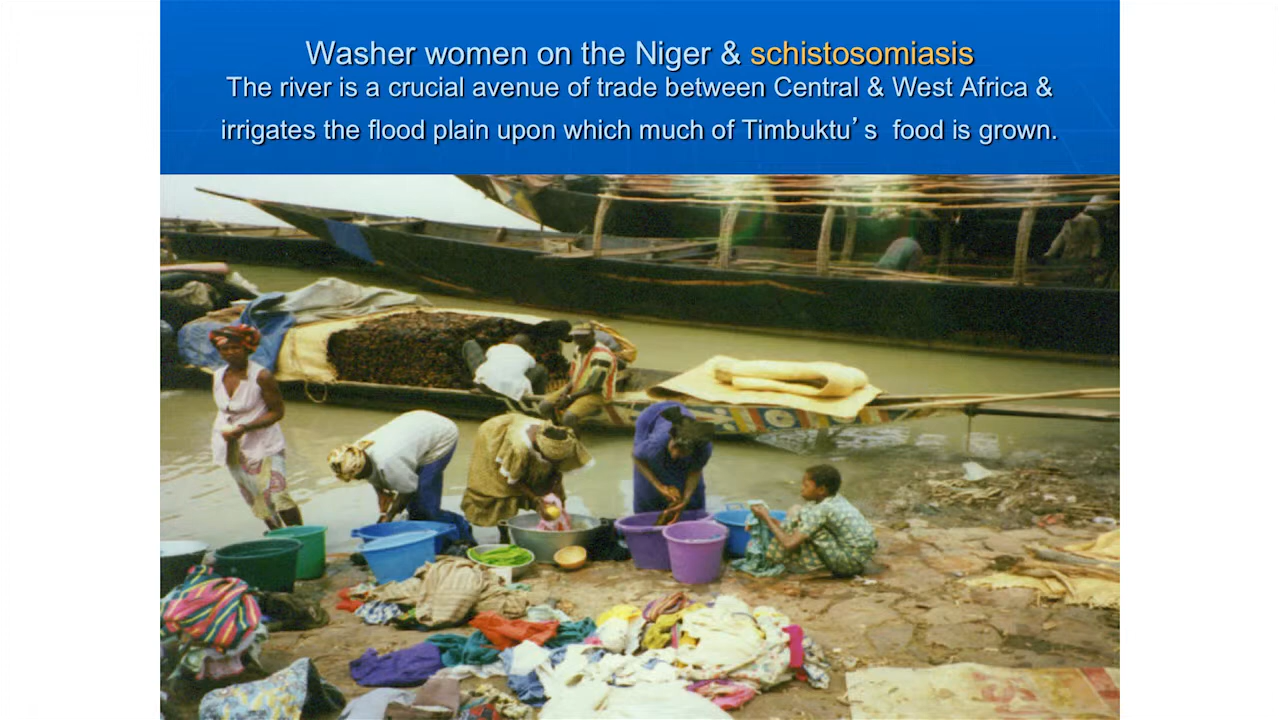 Washer women on the Niger & schistosomiasis
The river is a crucial avenue of trade between Central & West Africa &
irrigates the flood plain upon which much of Timbuktu’s food is grown.